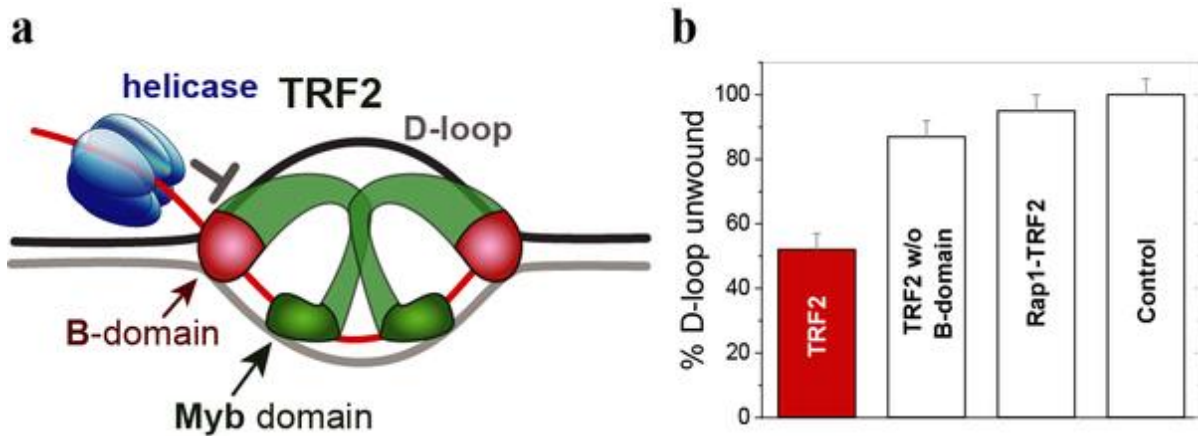 a
helicase
TRF2
D-loop
B-domain
Myb domain
b
% D-loop unwound
100
80
60
40
20
0
TRF2
TRF2 w/o
B-domain
Rap1-TRF2
Control